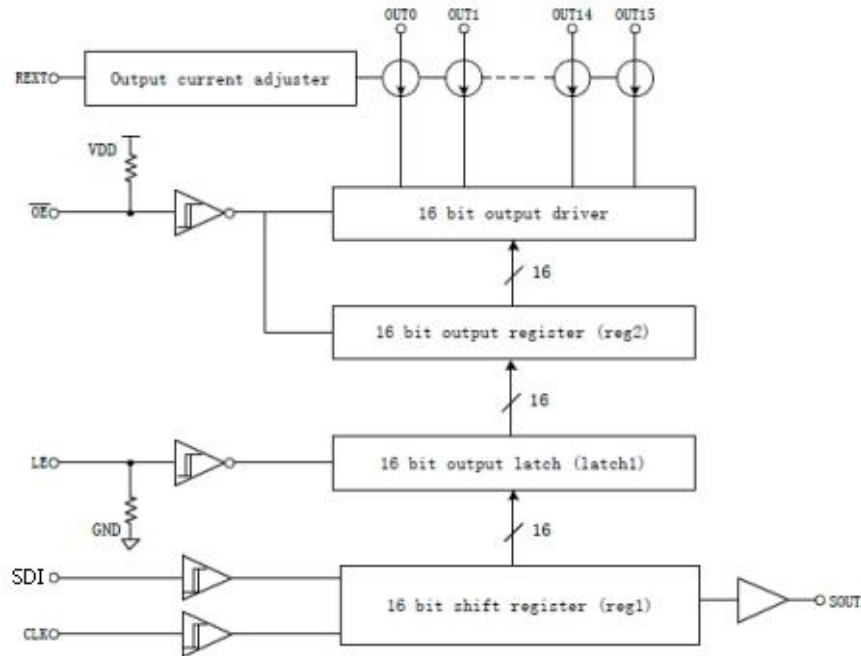 OUT0 OUT1 OUT14 OUT15
REXT Output current adjuster
VDD
OE 16 bit output driver
16
16 bit output register (reg2)
16
LE 16 bit output latch (latch1)
GND 16
SDI
16 bit shift register (reg1) SOUT
CLK